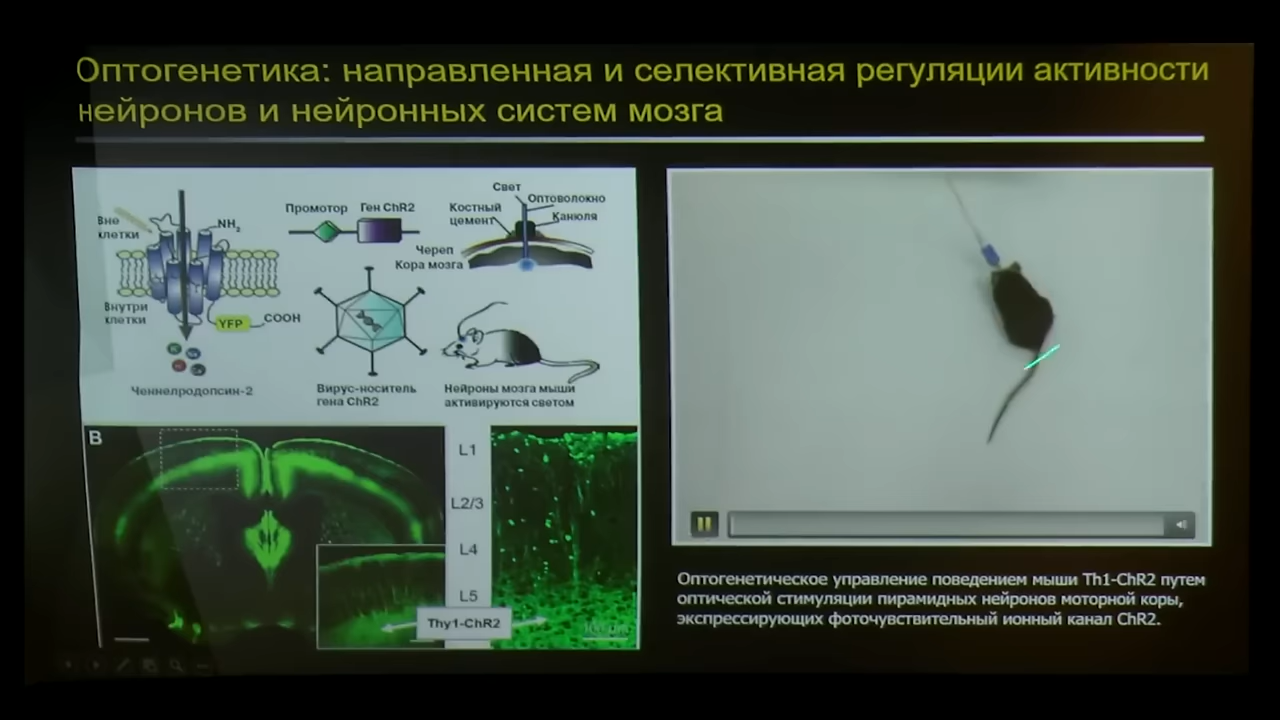 Оптогенетика: направленная и селективная регуляции активности
нейронов и нейронных систем мозга
Вне
клетки
NH2
Внутри
клетки
YFP
COOH
Ченнелродопсин-2
Промотор Ген ChR2
Вирус-носитель
гена ChR2
Свет
Оптоволокно
Костный
цемент
Канюля
Череп
Кора мозга
Нейроны мозга мыши
активируются светом
B
L1
L2/3
L4
L5
Thy1-ChR2
Оптогенетическое управление поведением мыши Th1-ChR2 путем
оптической стимуляции пирамидных нейронов моторной коры,
экспрессирующих фоточувствительный ионный канал ChR2.